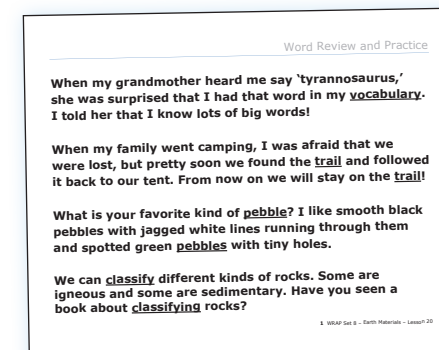 Word Review and Practice
When my grandmother heard me say ‘tyrannosaurus,’
she was surprised that I had that word in my vocabulary.
I told her that I know lots of big words!
When my family went camping, I was afraid that we
were lost, but pretty soon we found the trail and followed
it back to our tent. From now on we will stay on the trail!
What is your favorite kind of pebble? I like smooth black
pebbles with jagged white lines running through them
and spotted green pebbles with tiny holes.
We can classify different kinds of rocks. Some are
igneous and some are sedimentary. Have you seen a
book about classifying rocks?
1 WRAP Set 8 – Earth Materials – Lesson 20